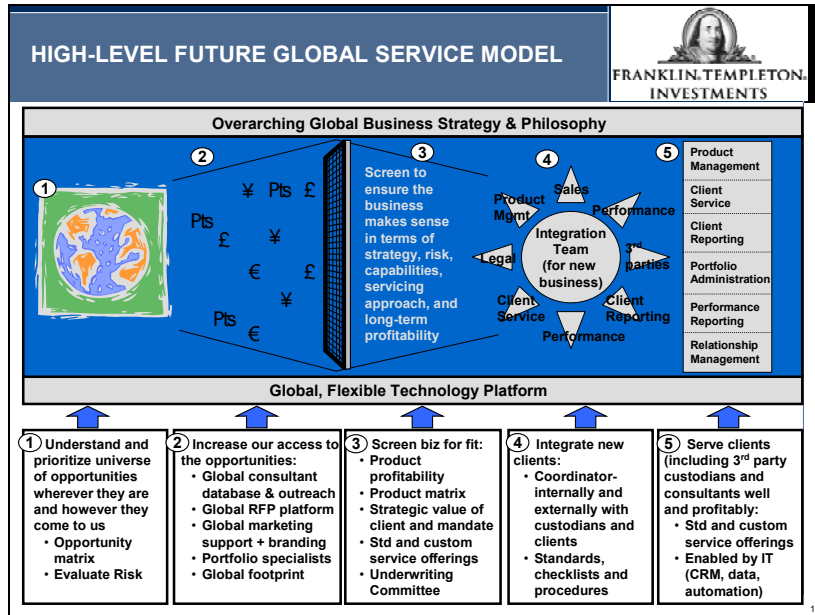 HIGH-LEVEL FUTURE GLOBAL SERVICE MODEL
FRANKLIN TEMPLETON
INVESTMENTS
Overarching Global Business Strategy & Philosophy
1
2
¥ Pts £
Pts
£ ¥
€ £
¥
Pts
€
3
Screen to
ensure the
business
makes sense
in terms of
strategy, risk,
capabilities,
servicing
approach, and
long-term
profitability
4
Sales
Product
Mgmt
Performance
Legal
Integration
Team
(for new
business)
3rd
parties
Client
Service
Client
Reporting
Performance
5
Product
Management
Client
Service
Client
Reporting
Portfolio
Administration
Performance
Reporting
Relationship
Management
Global, Flexible Technology Platform
1 Understand and
prioritize universe
of opportunities
wherever they are
and however they
come to us
• Opportunity
matrix
• Evaluate Risk
2 Increase our access to
the opportunities:
• Global consultant
database & outreach
• Global RFP platform
• Global marketing
support + branding
• Portfolio specialists
• Global footprint
3 Screen biz for fit:
• Product
profitability
• Product matrix
• Strategic value of
client and mandate
• Std and custom
service offerings
• Underwriting
Committee
4 Integrate new
clients:
• Coordinator-
internally and
externally with
custodians and
clients
• Standards,
checklists and
procedures
5 Serve clients
(including 3rd party
custodians and
consultants well
and profitably:
• Std and custom
service offerings
• Enabled by IT
(CRM, data,
automation)
1